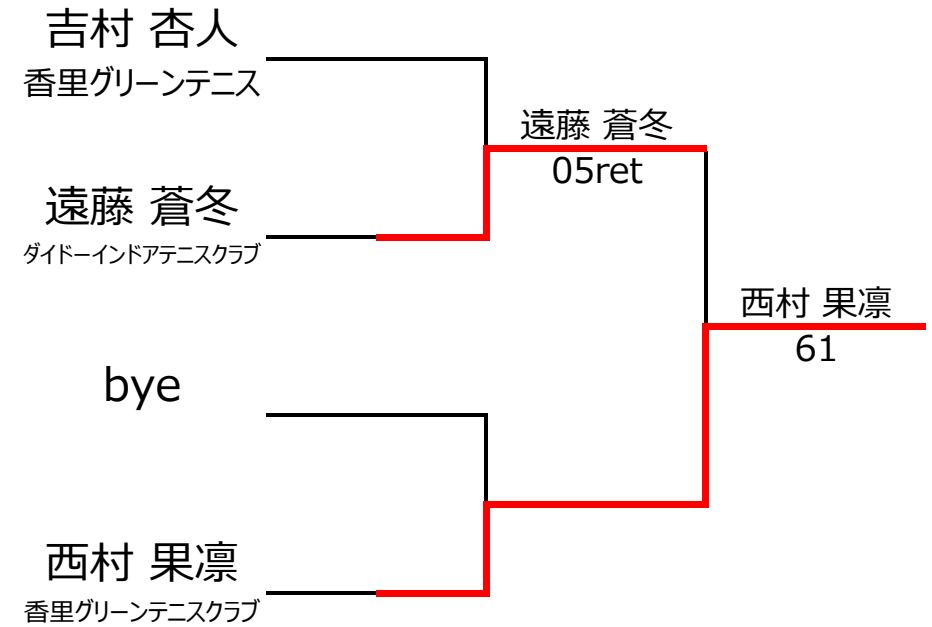 吉村 杏人
香里グリーンテニス
遠藤 蒼冬
05ret
遠藤 蒼冬
ダイドーインドアテニスクラブ
西村 果凛
61
bye
西村 果凛
香里グリーンテニスクラブ